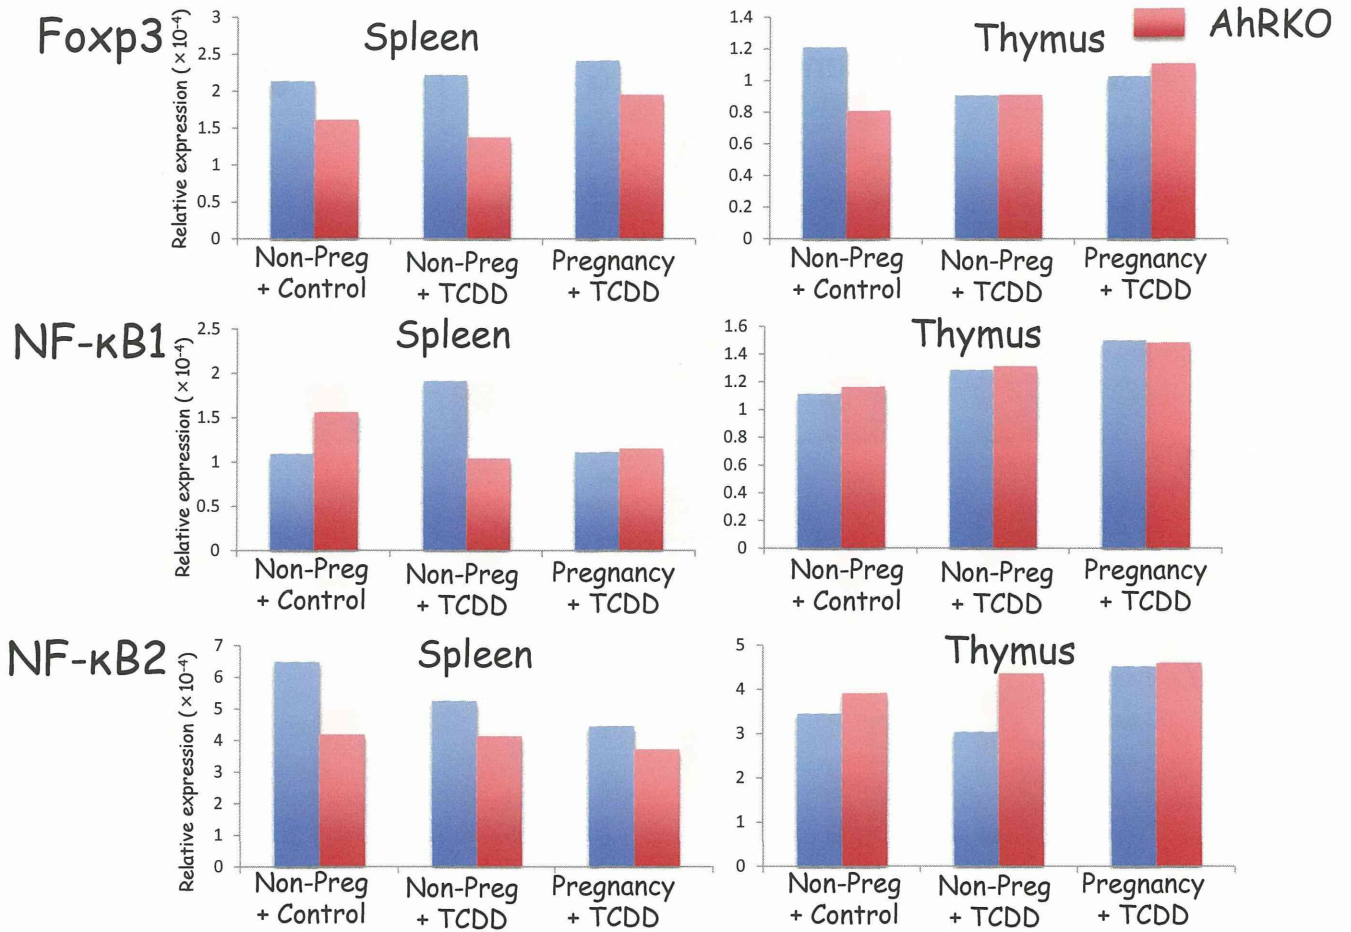 Foxp3
Spleen
Relative expression (×10⁻⁴)
3
2.5
2
1.5
1
0.5
0
Non-Preg
+ Control
Non-Preg
+ TCDD
Pregnancy
+ TCDD
Thymus
AhRKO
1.4
1.2
1
0.8
0.6
0.4
0.2
0
Non-Preg
+ Control
Non-Preg
+ TCDD
Pregnancy
+ TCDD
NF-κB1
Spleen
Relative expression (×10⁻⁴)
2.5
2
1.5
1
0.5
0
Non-Preg
+ Control
Non-Preg
+ TCDD
Pregnancy
+ TCDD
Thymus
1.6
1.4
1.2
1
0.8
0.6
0.4
0.2
0
Non-Preg
+ Control
Non-Preg
+ TCDD
Pregnancy
+ TCDD
NF-κB2
Spleen
Relative expression (×10⁻⁴)
7
6
5
4
3
2
1
0
Non-Preg
+ Control
Non-Preg
+ TCDD
Pregnancy
+ TCDD
Thymus
5
4
3
2
1
0
Non-Preg
+ Control
Non-Preg
+ TCDD
Pregnancy
+ TCDD